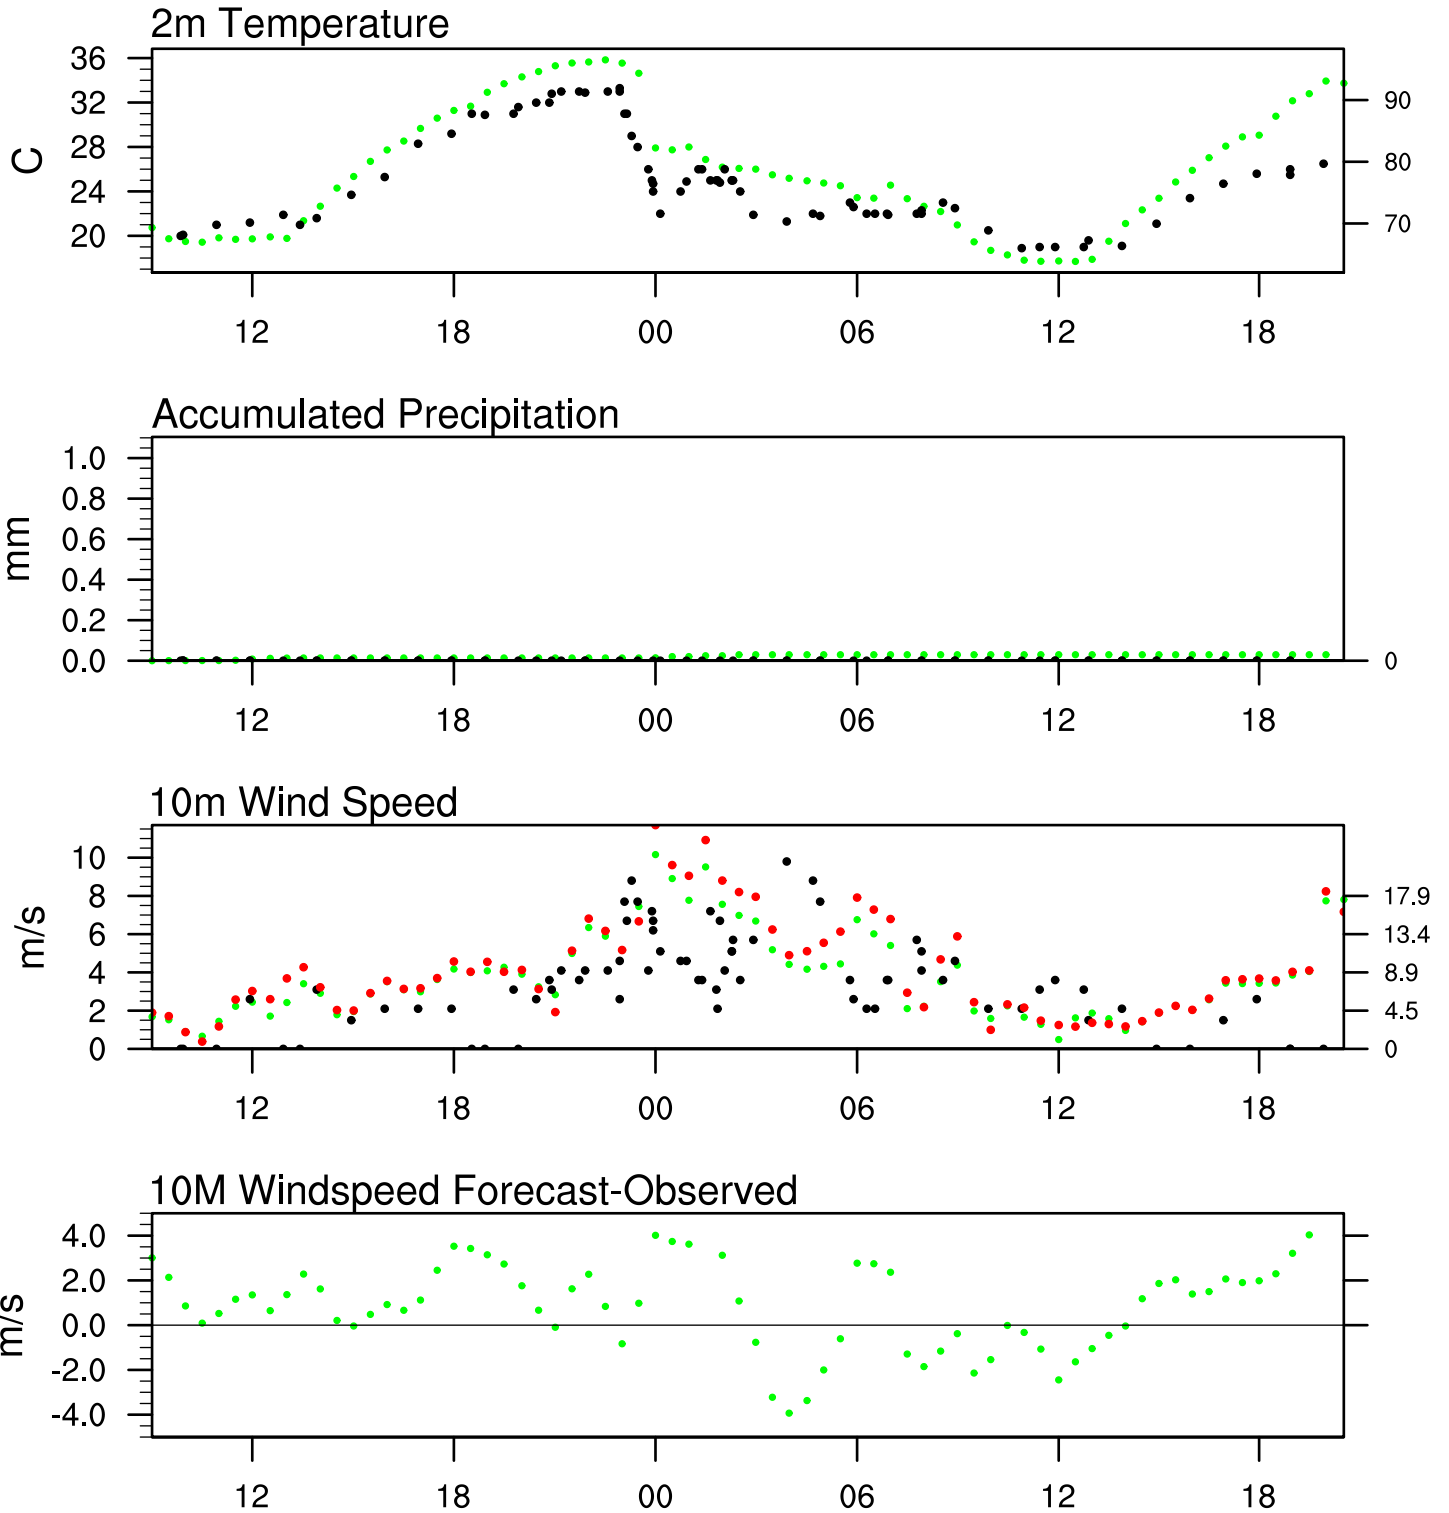 2m Temperature
36
32
28
24
20
C
90
80
70
12 18 00 06 12 18
Accumulated Precipitation
1.0
0.8
0.6
0.4
0.2
0.0
mm
0
12 18 00 06 12 18
10m Wind Speed
10
8
6
4
2
0
m/s
17.9
13.4
8.9
4.5
0
12 18 00 06 12 18
10M Windspeed Forecast-Observed
4.0
2.0
0.0
-2.0
-4.0
m/s
12 18 00 06 12 18